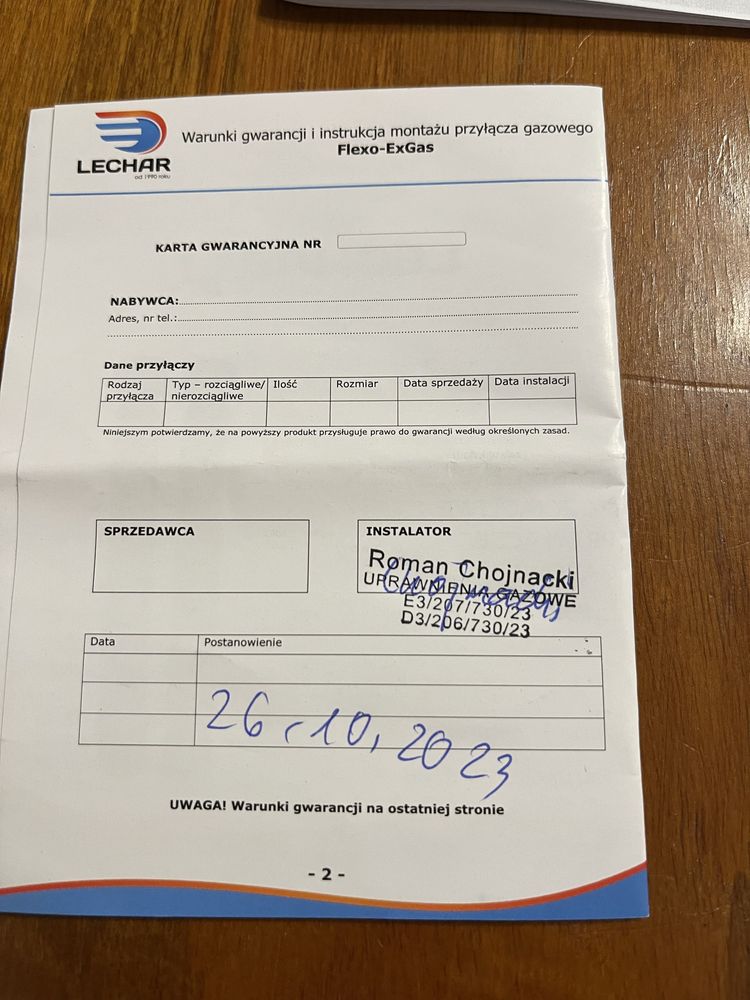 LECHAR
od 1990 roku
Warunki gwarancji i instrukcja montażu przyłącza gazowego
Flexo-ExGas
KARTA GWARANCYJNA NR
NABYWCA:
Adres, nr tel.:
Dane przyłączy
Rodzaj przyłącza
Typ – rozciągliwe/ nierozciągliwe
Ilość
Rozmiar
Data sprzedaży
Data instalacji
Niniejszym potwierdzamy, że na powyższy produkt przysługuje prawo do gwarancji według określonych zasad.
SPRZEDAWCA
INSTALATOR
Roman Chojnacki
UPRAWNIENIA GAZOWE
E3/207/730/23
D3/206/730/23
Data
Postanowienie
26.10.2023
UWAGA! Warunki gwarancji na ostatniej stronie
- 2 -